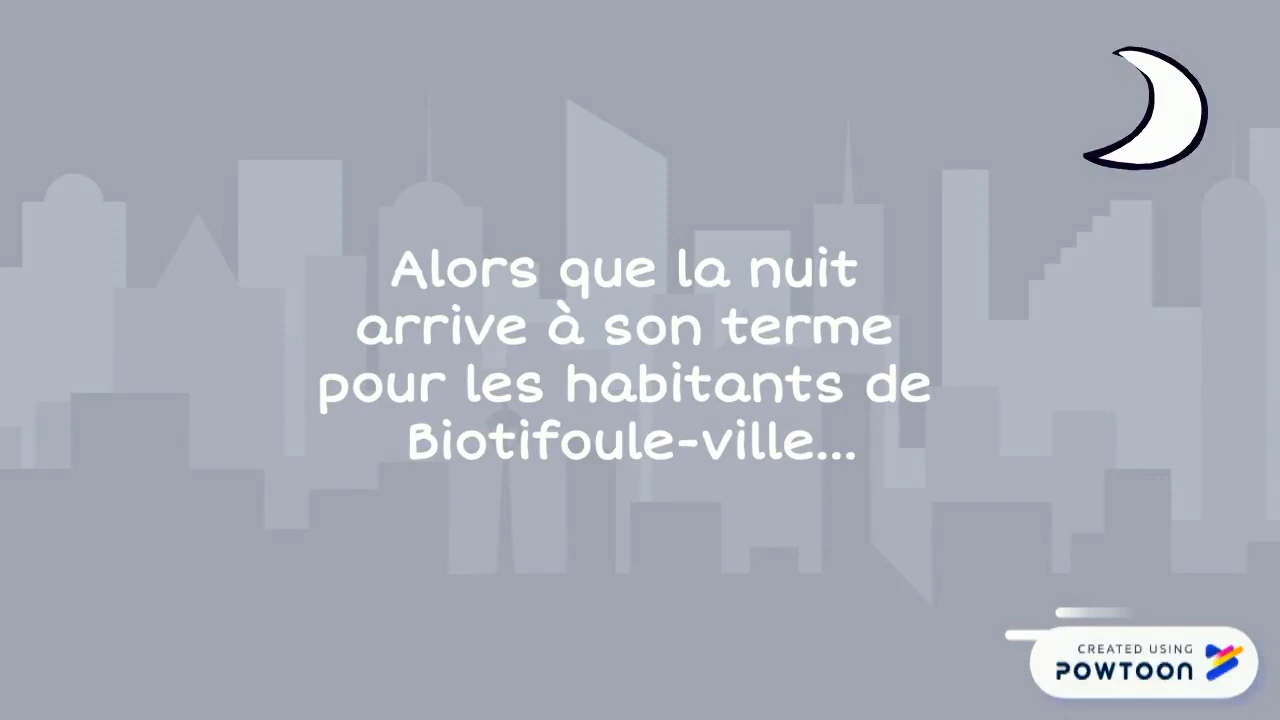 Alors que la nuit
arrive à son terme
pour les habitants de
Biotifoule-ville...
CREATED USING
POWTOON